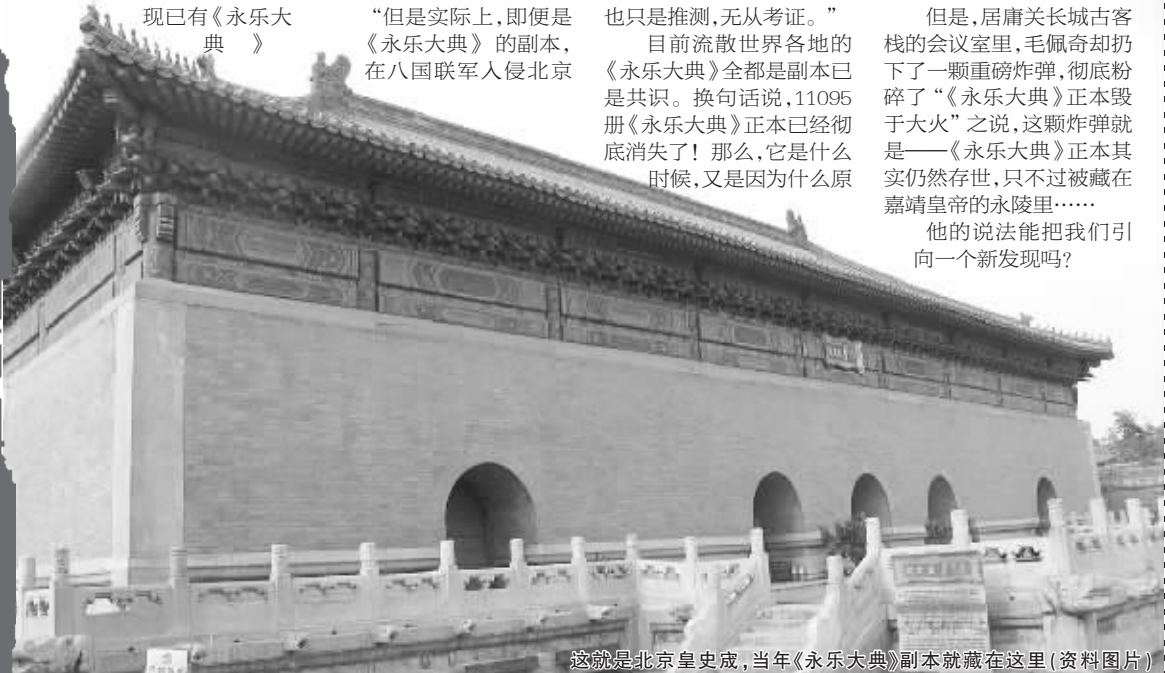 现已有《永乐大
典》
“但是实际上,即便是
《永乐大典》的副本,
在八国联军入侵北京
也只是推测,无从考证。”
目前流散世界各地的
《永乐大典》全都是副本已
是共识。换句话说,11095
册《永乐大典》正本已经彻
底消失了!那么,它是什么
时候,又是因为什么原
但是,居庸关长城古客
栈的会议室里,毛佩奇却扔
下了一颗重磅炸弹,彻底粉
碎了“《永乐大典》正本毁
于大火”之说,这颗炸弹就
是——《永乐大典》正本其
实仍然存世,只不过被藏在
嘉靖皇帝的永陵里……
他的说法能把我们引
向一个新发现吗?
这就是北京皇史宬,当年《永乐大典》副本就藏在这里(资料图片)